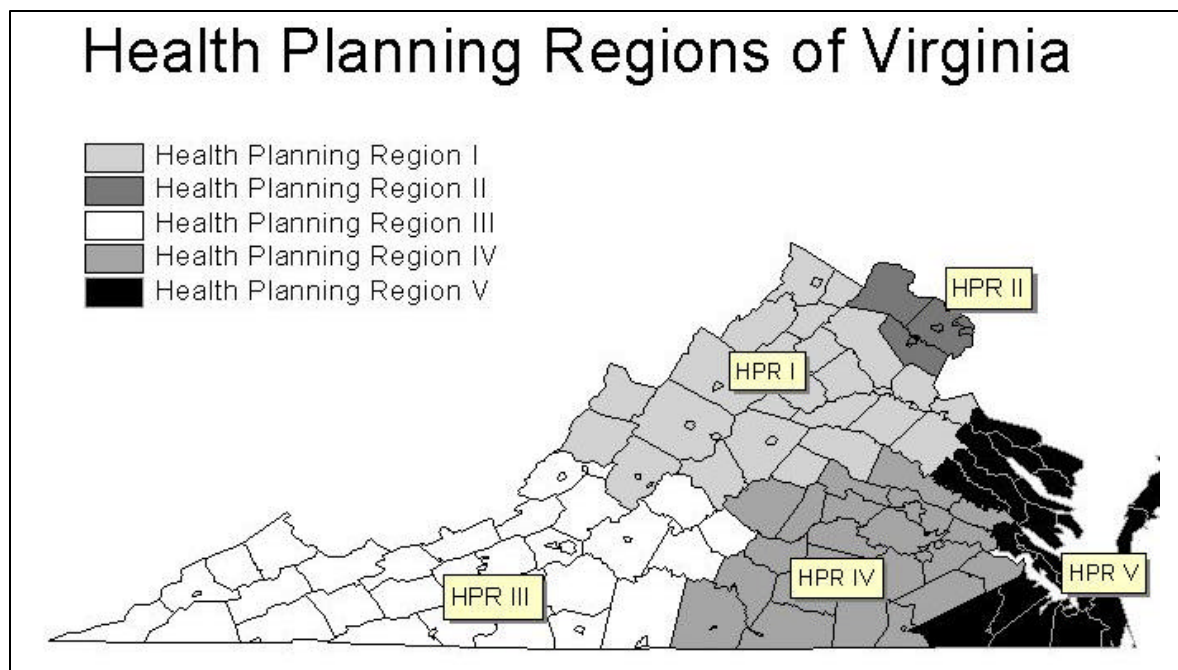 Health Planning Regions of Virginia
Health Planning Region I
Health Planning Region II
Health Planning Region III
Health Planning Region IV
Health Planning Region V
HPR II
HPR I
HPR IV
HPR V
HPR III